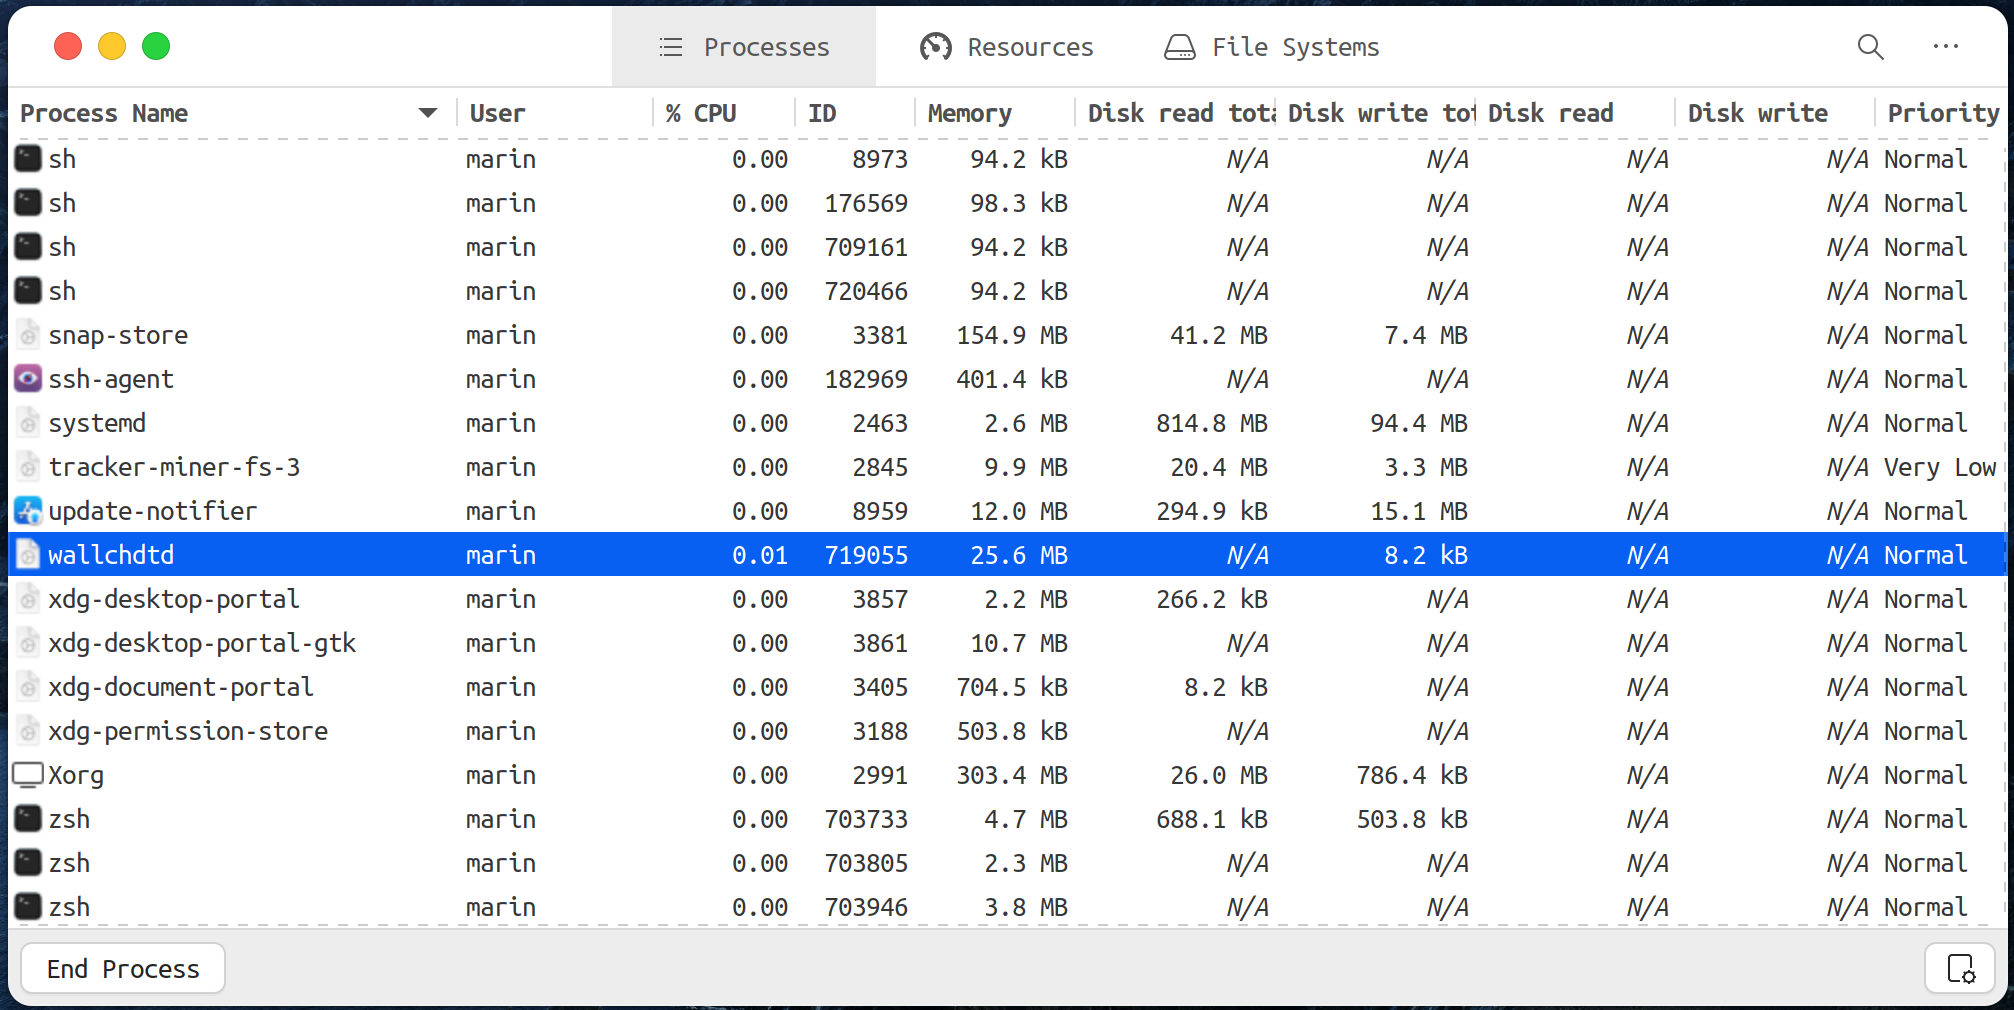 Processes Resources File Systems
Process Name User % CPU ID Memory Disk read tota Disk write tot Disk read Disk write Priority
sh marin 0.00 8973 94.2 kB N/A N/A N/A N/A Normal
sh marin 0.00 176569 98.3 kB N/A N/A N/A N/A Normal
sh marin 0.00 709161 94.2 kB N/A N/A N/A N/A Normal
sh marin 0.00 720466 94.2 kB N/A N/A N/A N/A Normal
snap-store marin 0.00 3381 154.9 MB 41.2 MB 7.4 MB N/A N/A Normal
ssh-agent marin 0.00 182969 401.4 kB N/A N/A N/A N/A Normal
systemd marin 0.00 2463 2.6 MB 814.8 MB 94.4 MB N/A N/A Normal
tracker-miner-fs-3 marin 0.00 2845 9.9 MB 20.4 MB 3.3 MB N/A N/A Very Low
update-notifier marin 0.00 8959 12.0 MB 294.9 kB 15.1 MB N/A N/A Normal
wallchdtd marin 0.01 719055 25.6 MB N/A 8.2 kB N/A N/A Normal
xdg-desktop-portal marin 0.00 3857 2.2 MB 266.2 kB N/A N/A N/A Normal
xdg-desktop-portal-gtk marin 0.00 3861 10.7 MB N/A N/A N/A N/A Normal
xdg-document-portal marin 0.00 3405 704.5 kB 8.2 kB N/A N/A N/A Normal
xdg-permission-store marin 0.00 3188 503.8 kB N/A N/A N/A N/A Normal
Xorg marin 0.00 2991 303.4 MB 26.0 MB 786.4 kB N/A N/A Normal
zsh marin 0.00 703733 4.7 MB 688.1 kB 503.8 kB N/A N/A Normal
zsh marin 0.00 703805 2.3 MB N/A N/A N/A N/A Normal
zsh marin 0.00 703946 3.8 MB N/A N/A N/A N/A Normal
End Process